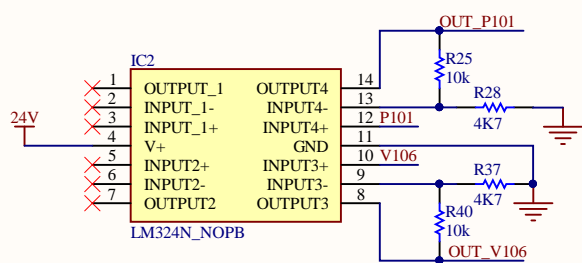 OUT_P101
IC2
R25
10k
1 OUTPUT_1 OUTPUT4 14
2 INPUT_1- INPUT4- 13
R28
4K7
3 INPUT_1+ INPUT4+ 12 P101
24V
4 V+ GND 11
5 INPUT2+ INPUT3+ 10 V106
6 INPUT2- INPUT3- 9
R37
4K7
7 OUTPUT2 OUTPUT3 8
R40
10k
LM324N_NOPB
OUT_V106